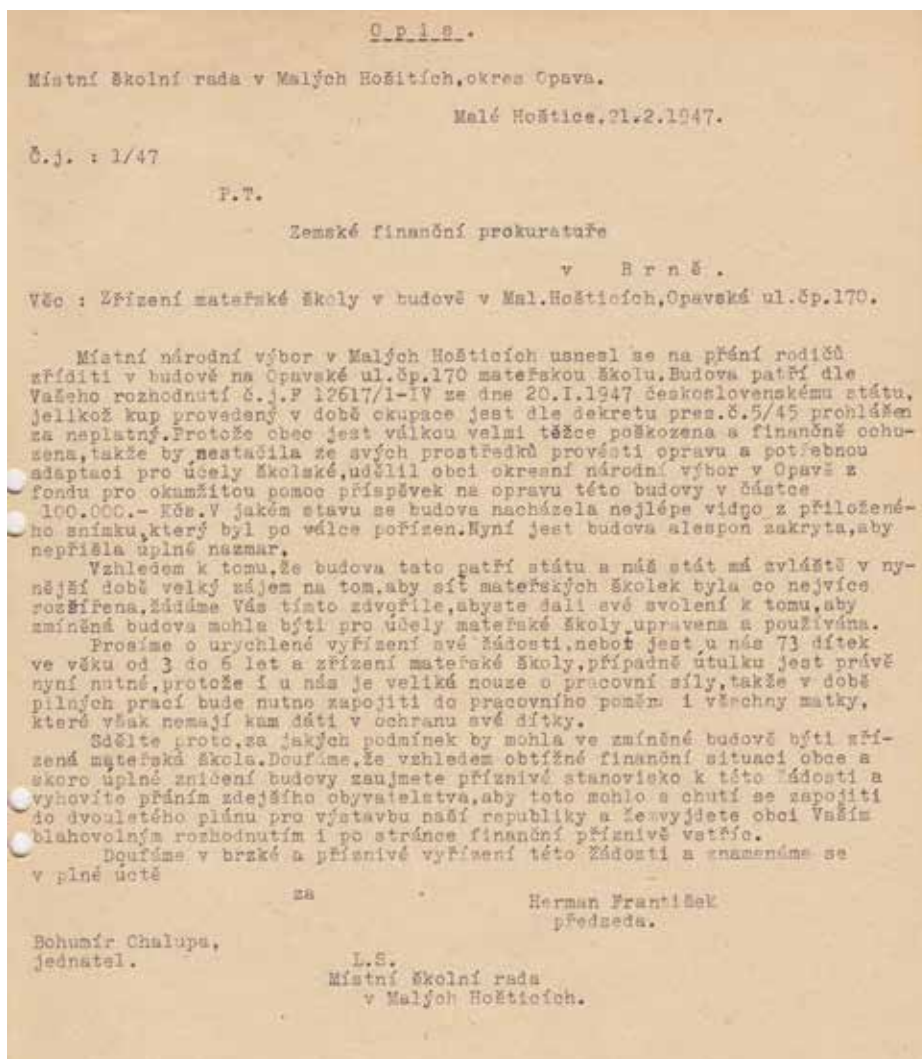 O p i s .
Místní školní rada v Malých Hošitích,okres Opava.
Malé Hoštice,21.2.1947.
Č.j. : 1/47
P.T.
Zemské finanční prokuratuře
v B r n ě .
Věc : Zřízení mateřské školy v budově v Mal.Hošticích,Opavská ul.čp.170.
Místní národní výbor v Malých Hošticích usnesl se na přání rodičů
zříditi v budově na Opavské ul.čp.170 mateřskou školu.Budova patří dle
Vašeho rozhodnutí č.j.F 12617/1-IV ze dne 20.I.1947 československému státu,
jelikož kup provedený v době okupace jest dle dekretu pres.č.5/45 prohlášen
za neplatný.Protože obec jest válkou velmi těžce poškozena a finančně ochu-
zena,takže by nestačila ze svých prostředků prověsti opravu a potřebnou
adaptaci pro účely školské,udělil obci okresní národní výbor v Opavě z
fondu pro okamžitou pomoc příspěvek na opravu této budovy v částce
100.000.- Kčs.V jakém stavu se budova nacházela nejlépe vidno z přiložené-
ho snímku,který byl po válce pořízen.Nyní jest budova alespoň zakryta,aby
nepřišla úplně nazmar.
Vzhledem k tomu,že budova tato patří státu a náš stát má zvláště v ny-
nější době velký zájem na tom,aby síť mateřských školek byla co nejvíce
rozšířena,žádáme Vás tímto zdvořile,abyste dali své svolení k tomu,aby
zmíněná budova mohla býti pro účely mateřské školy upravena a používána.
Prosíme o urychlené vyřízení své žádosti,neboť jest u nás 73 dítek
ve věku od 3 do 6 let a zřízení mateřské školy,případně útulku jest právě
nyní nutné,protože i u nás je veliká nouze o pracovní síly,takže v době
pilných prací bude nutno zapojiti do pracovního poměru i všechny matky,
které však nemají kam dáti v ochranu své dítky.
Sdělte proto,za jakých podmínek by mohla ve zmíněné budově býti zří-
zená mateřská škola.Doufáme,že vzhledem obtížné finanční situaci obce a
skoro úplné zničení budovy zaujmete příznivé stanovisko k této žádosti a
vyhovíte přáním zdejšího obyvatelstva,aby toto mohlo s chutí se zapojiti
do dvouletého plánu pro výstavbu naší republiky a že vyjdete obci Vaším
blahovolným rozhodnutím i po stránce finanční příznivě vstříc.
Doufáme v brzké a příznivé vyřízení této žádosti a znamenáme se
v plné úctě
za
Herman František
předzeda.
Bohumír Chalupa,
jednatel.
L.S.
Místní školní rada
v Malých Hošticích.